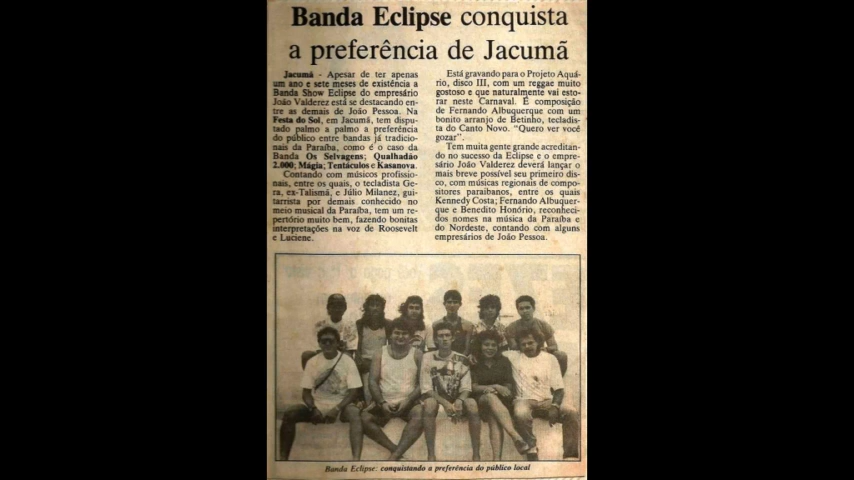 Banda Eclipse conquista
a preferência de Jacumã
Jacumã - Apesar de ter apenas
um ano e sete meses de existência a
Banda Show Eclipse do empresário
João Valderez está se destacando en-
tre as demais de João Pessoa. Na
Festa do Sol, em Jacumã, tem dispu-
tado palmo a palmo a preferência
do público entre bandas já tradicio-
nais da Paraíba, como é o caso da
Banda Os Selvagens; Qualhadão
2.000; Mágia; Tentáculos e Kasanova.
Contando com músicos profissio-
nais, entre os quais, o tecladista Ge-
ra, ex-Talismã, e Júlio Milanez, gui-
tarrista por demais conhecido no
meio musical da Paraíba, tem um re-
pertório muito bem, fazendo bonitas
interpretações na voz de Roosevelt
e Luciene.
Está gravando para o Projeto Aquá-
rio, disco III, com um reggae muito
gostoso e que naturalmente vai esto-
rar neste Carnaval. É composição
de Fernando Albuquerque com um
bonito arranjo de Betinho, tecladis-
ta do Canto Novo. "Quero ver você
gozar".
Tem muita gente grande acreditan-
do no sucesso da Eclipse e o empre-
sário João Valderez deverá lançar o
mais breve possível seu primeiro dis-
co, com músicas regionais de compo-
sitores paraibanos, entre os quais
Kennedy Costa; Fernando Albuquer-
que e Benedito Honório, reconheci-
dos nomes na música da Paraíba e
do Nordeste, contando com alguns
empresários de João Pessoa.
Banda Eclipse: conquistando a preferência do público local